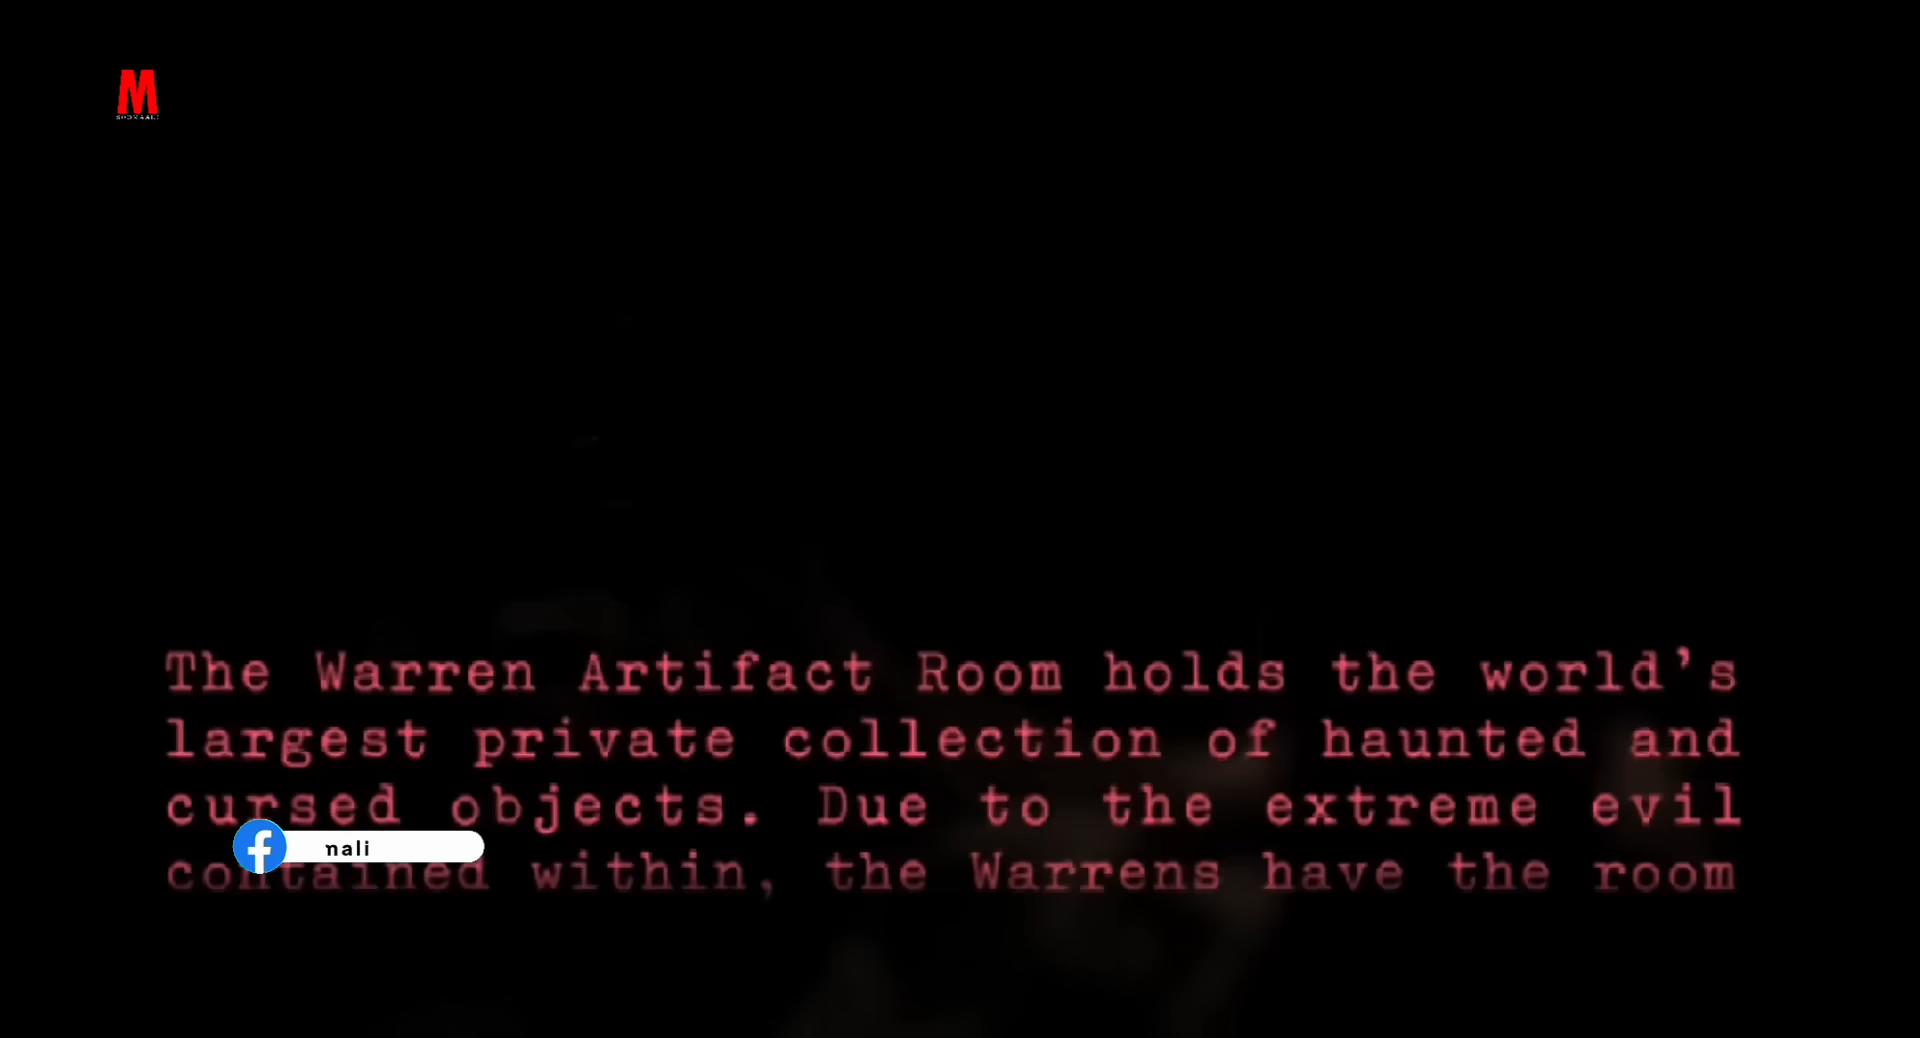 M
The Warren Artifact Room holds the world's
largest private collection of haunted and
cursed objects. Due to the extreme evil
nali
contained within, the Warrens have the room